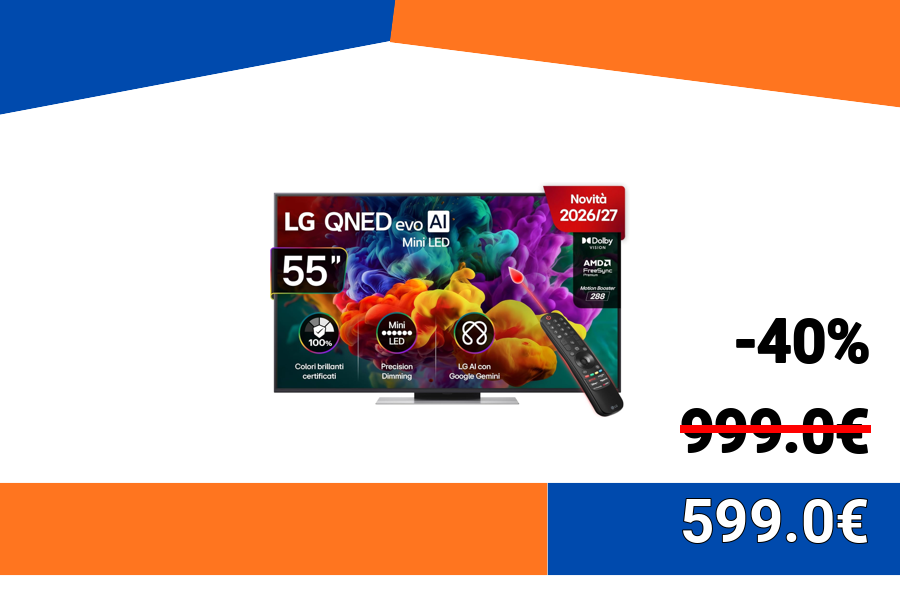 Novità
2026/27
LG QNED evo AI
Mini LED
55”
Dolby
VISION
AMD
FreeSync
Premium
Motion Booster
288
100%
Mini
LED
Colori brillanti
certificati
Precision
Dimming
LG AI con
Google Gemini
-40%
999.0€
599.0€